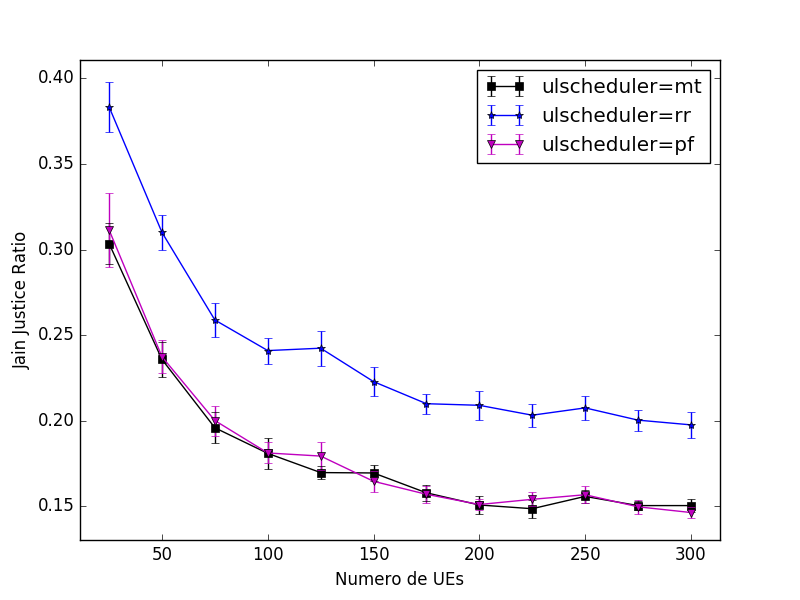 ulscheduler=mt
ulscheduler=rr
ulscheduler=pf
Jain Justice Ratio
0.40
0.35
0.30
0.25
0.20
0.15
50 100 150 200 250 300
Numero de UEs